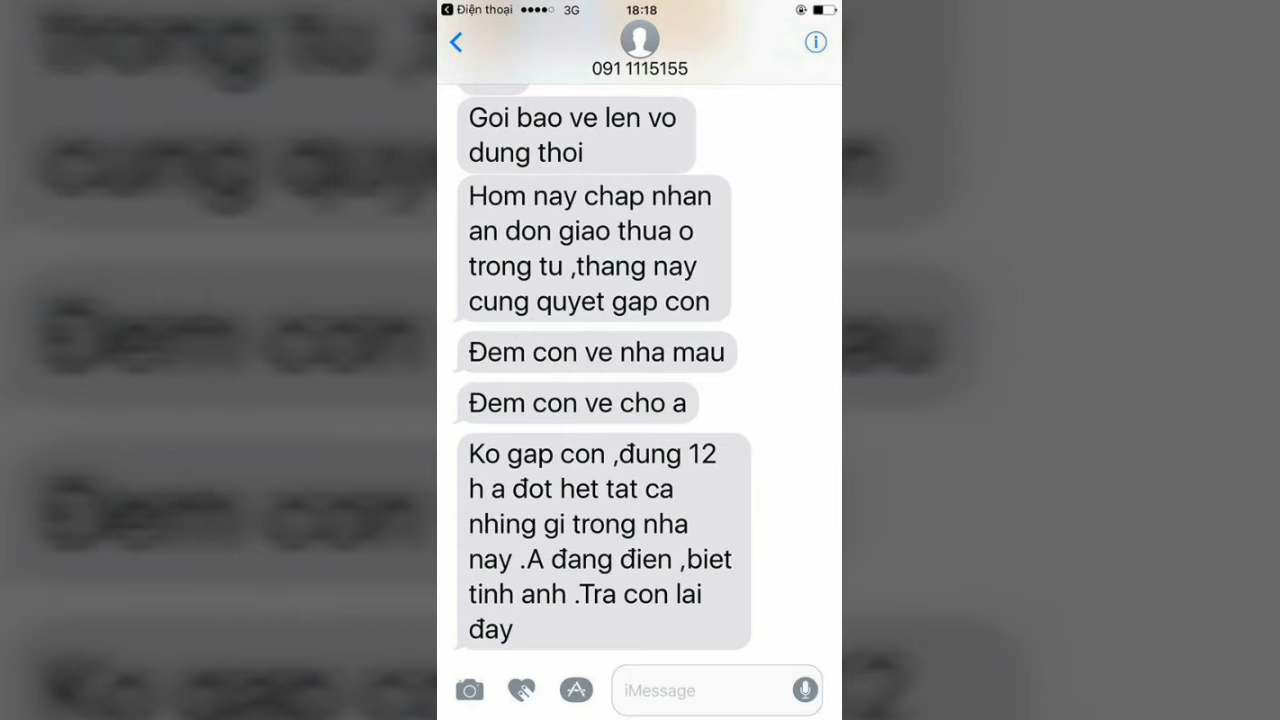 Điện thoại 3G 18:18
091 1115155
Goi bao ve len vo
dung thoi
Hom nay chap nhan
an don giao thua o
trong tu ,thang nay
cung quyet gap con
Đem con ve nha mau
Đem con ve cho a
Ko gap con ,đung 12
h a đot het tat ca
nhing gi trong nha
nay .A đang đien ,biet
tinh anh .Tra con lai
đay
iMessage